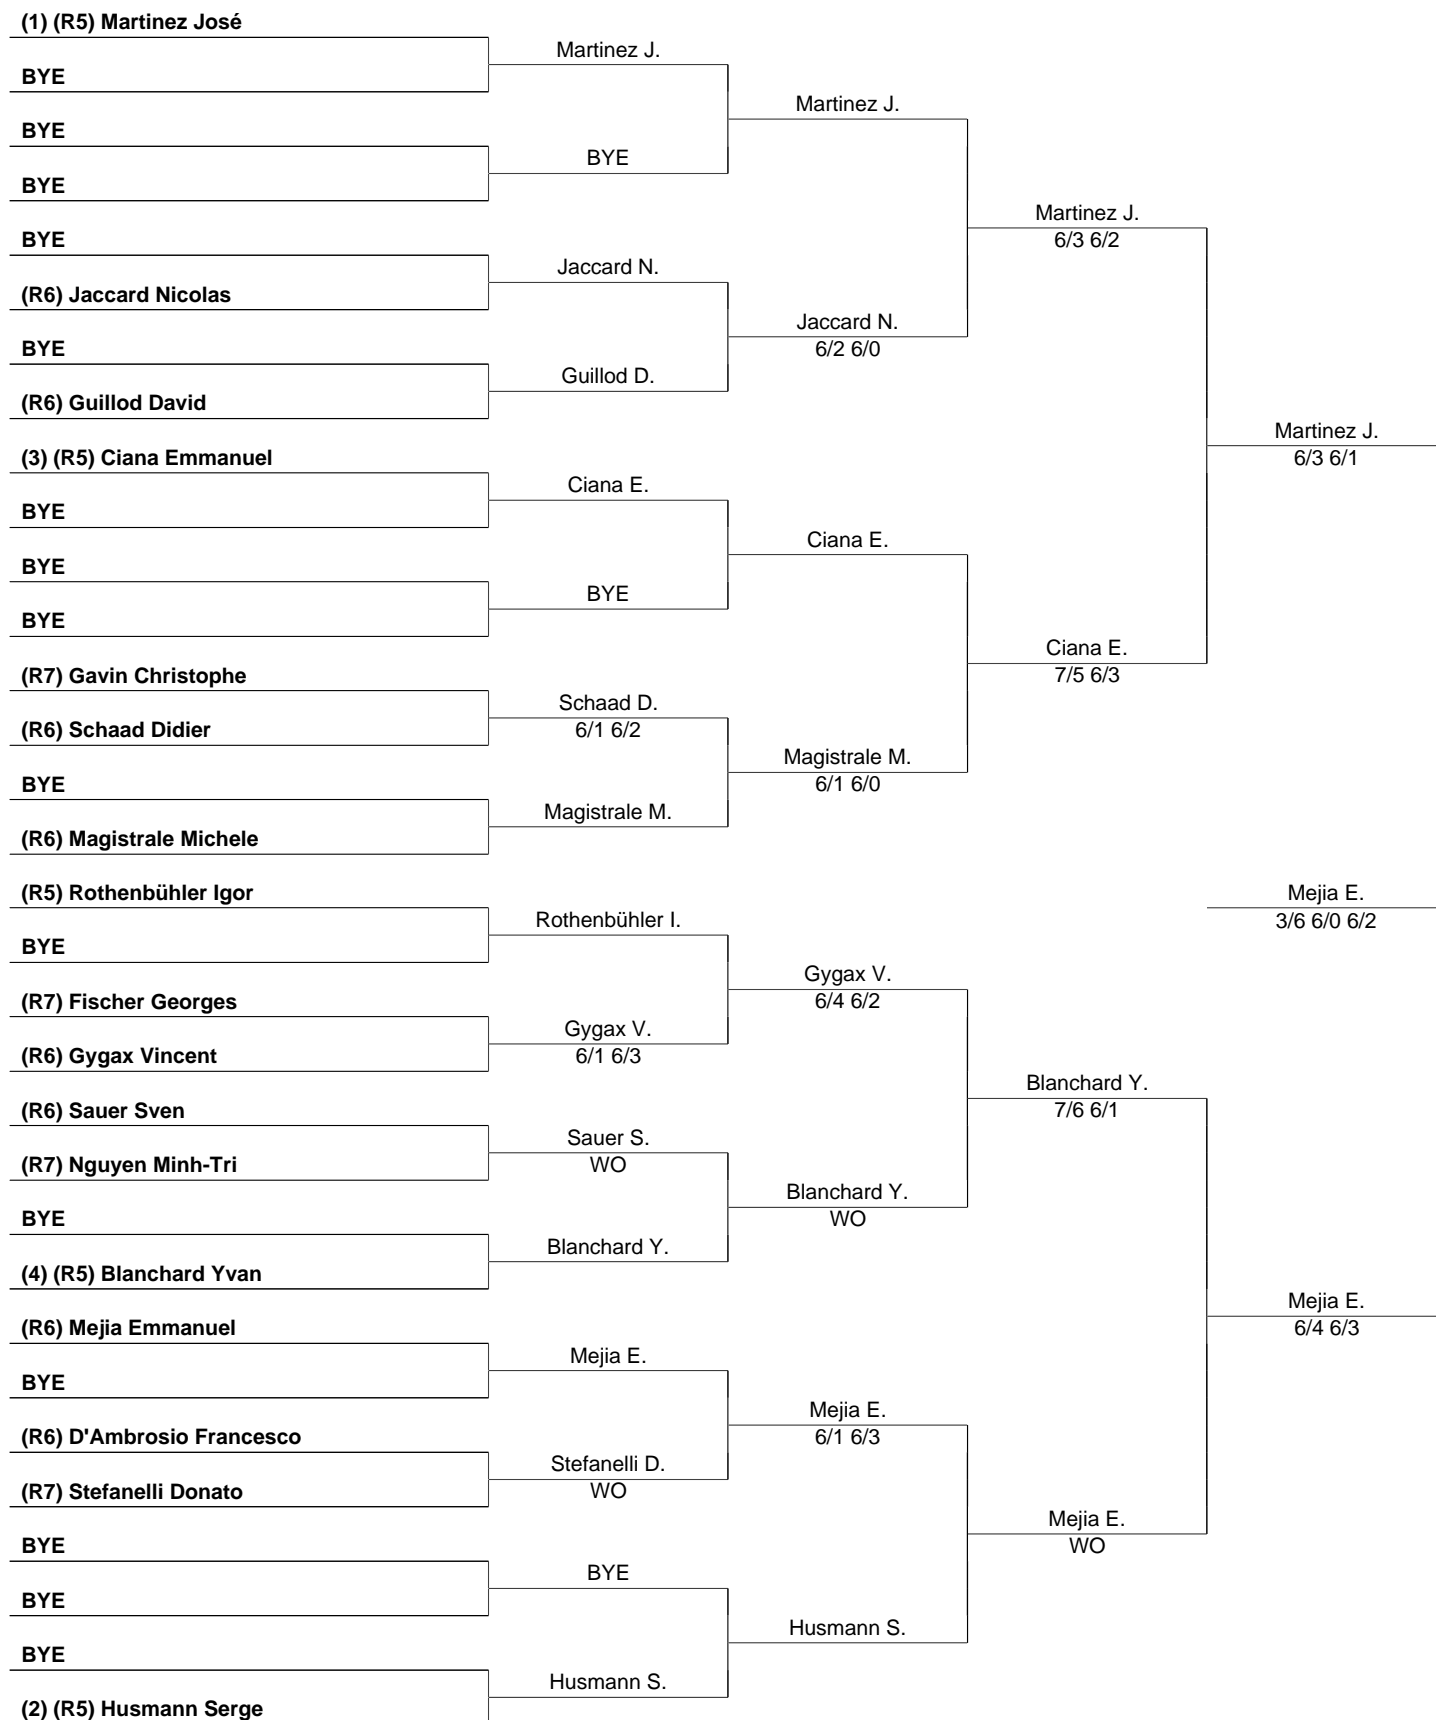 (1) (R5) Martinez José
Martinez J.
BYE
Martinez J.
BYE
BYE
BYE
Martinez J.
6/3 6/2
BYE
Jaccard N.
(R6) Jaccard Nicolas
Jaccard N.
6/2 6/0
BYE
Guillod D.
(R6) Guillod David
Martinez J.
6/3 6/1
(3) (R5) Ciana Emmanuel
Ciana E.
BYE
Ciana E.
BYE
BYE
BYE
Ciana E.
7/5 6/3
(R7) Gavin Christophe
Schaad D.
6/1 6/2
(R6) Schaad Didier
Magistrale M.
6/1 6/0
BYE
Magistrale M.
(R6) Magistrale Michele
(R5) Rothenbühler Igor
Mejia E.
3/6 6/0 6/2
Rothenbühler I.
BYE
Gygax V.
6/4 6/2
(R7) Fischer Georges
Gygax V.
6/1 6/3
(R6) Gygax Vincent
Blanchard Y.
7/6 6/1
(R6) Sauer Sven
Sauer S.
WO
(R7) Nguyen Minh-Tri
Blanchard Y.
WO
BYE
Blanchard Y.
(4) (R5) Blanchard Yvan
Mejia E.
6/4 6/3
(R6) Mejia Emmanuel
Mejia E.
BYE
Mejia E.
6/1 6/3
(R6) D'Ambrosio Francesco
Stefanelli D.
WO
(R7) Stefanelli Donato
Mejia E.
WO
BYE
BYE
BYE
Husmann S.
BYE
Husmann S.
(2) (R5) Husmann Serge